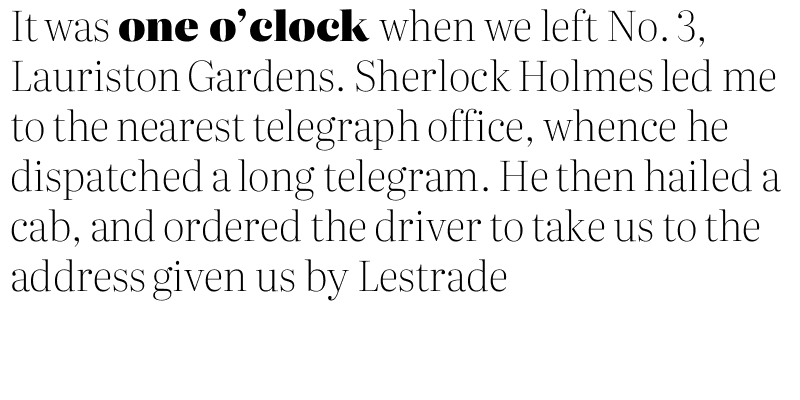 It was one o’clock when we left No. 3,
Lauriston Gardens. Sherlock Holmes led me
to the nearest telegraph office, whence he
dispatched a long telegram. He then hailed a
cab, and ordered the driver to take us to the
address given us by Lestrade